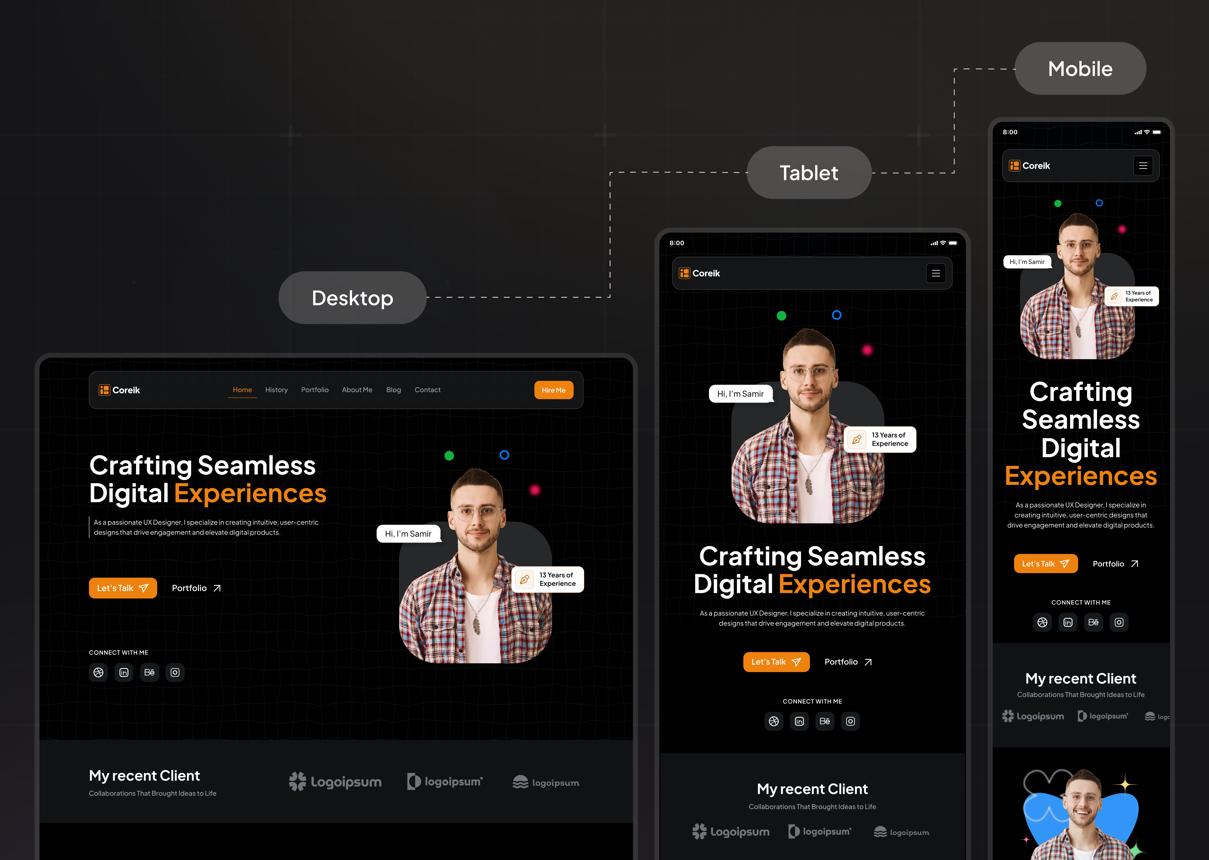 Mobile
Tablet
Desktop
Coreik
Home
History
Portfolio
About Me
Blog
Contact
Hire Me
Crafting Seamless
Digital Experiences
As a passionate UX Designer, I specialize in creating intuitive, user-centric
designs that drive engagement and elevate digital products.
Let's Talk
Portfolio
CONNECT WITH ME
Bē
Hi, I'm Samir
13 Years of
Experience
My recent Client
Collaborations That Brought Ideas to Life
Logoipsum
logoipsum®
logoipsum
8:00
Coreik
Hi, I'm Samir
13 Years of
Experience
Crafting Seamless
Digital Experiences
As a passionate UX Designer, I specialize in creating intuitive, user-centric
designs that drive engagement and elevate digital products.
Let's Talk
Portfolio
CONNECT WITH ME
Bē
My recent Client
Collaborations That Brought Ideas to Life
Logoipsum
logoipsum®
logoipsum
8:00
Coreik
Hi, I'm Samir
13 Years of
Experience
Crafting
Seamless
Digital
Experiences
As a passionate UX Designer, I specialize in
creating intuitive, user-centric designs that
drive engagement and elevate digital products.
Let's Talk
Portfolio
CONNECT WITH ME
Bē
My recent Client
Collaborations That Brought Ideas to Life
Logoipsum
logoipsum®
logo